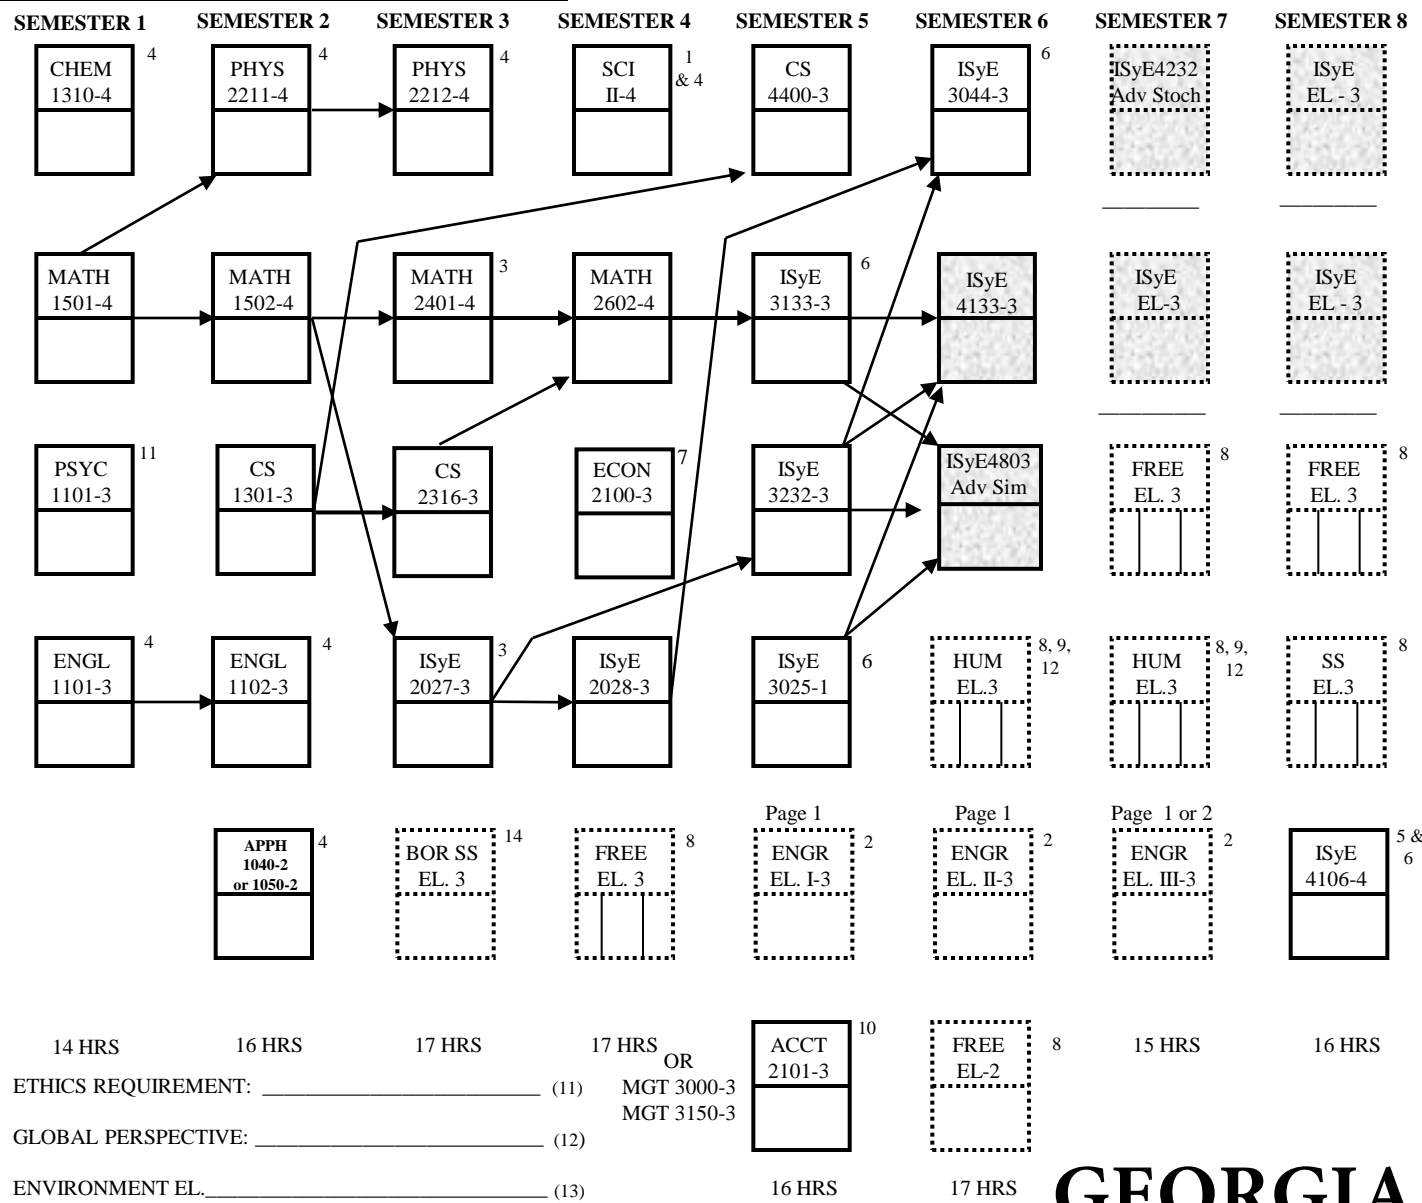 SEMESTER 1 SEMESTER 2 SEMESTER 3 SEMESTER 4 SEMESTER 5 SEMESTER 6 SEMESTER 7 SEMESTER 8
CHEM
1310-4
4
PHYS
2211-4
4
PHYS
2212-4
4
SCI
II-4
1
& 4
CS
4400-3
ISyE
3044-3
6
ISyE4232
Adv Stoch
ISyE
EL - 3
MATH
1501-4
MATH
1502-4
MATH
2401-4
3
MATH
2602-4
ISyE
3133-3
6
ISyE
4133-3
ISyE
EL-3
ISyE
EL - 3
PSYC
1101-3
11
CS
1301-3
CS
2316-3
ECON
2100-3
7
ISyE
3232-3
ISyE4803
Adv Sim
FREE
EL. 3
8
FREE
EL. 3
8
ENGL
1101-3
4
ENGL
1102-3
4
ISyE
2027-3
3
ISyE
2028-3
ISyE
3025-1
6
HUM
EL.3
8, 9,
12
HUM
EL.3
8, 9,
12
SS
EL.3
8
APPH
1040-2
or 1050-2
4
BOR SS
EL. 3
14
FREE
EL. 3
8
Page 1
ENGR
EL. I-3
2
Page 1
ENGR
EL. II-3
2
Page 1 or 2
ENGR
EL. III-3
2
ISyE
4106-4
5 &
6
14 HRS
16 HRS
17 HRS
17 HRS
OR
MGT 3000-3
MGT 3150-3
ACCT
2101-3
10
FREE
EL-2
8
15 HRS
16 HRS
ETHICS REQUIREMENT: (11)
GLOBAL PERSPECTIVE: (12)
ENVIRONMENT EL. (13)
16 HRS
17 HRS
GEORGIA